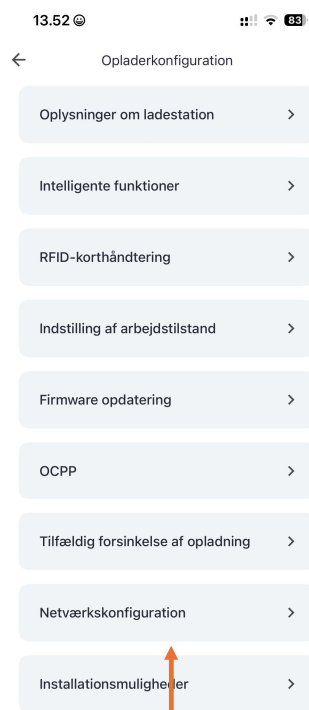 13.52
83
Opladerkonfiguration
Oplysninger om ladestation
Intelligente funktioner
RFID-korthåndtering
Indstilling af arbejdstilstand
Firmware opdatering
OCPP
Tilfældig forsinkelse af opladning
Netværkskonfiguration
Installationsmuligheder